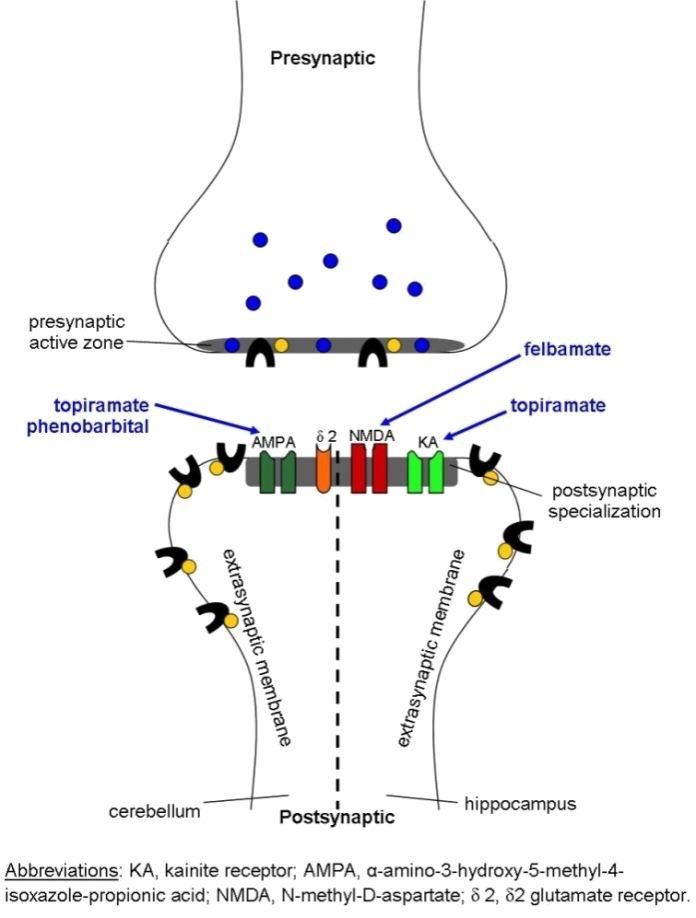 Presynaptic
presynaptic
active zone
felbamate
topiramate
phenobarbital
topiramate
AMPA
δ 2
NMDA
KA
postsynaptic
specialization
extrasynaptic membrane
extrasynaptic membrane
cerebellum
hippocampus
Postsynaptic
Abbreviations: KA, kainite receptor; AMPA, α-amino-3-hydroxy-5-methyl-4-
isoxazole-propionic acid; NMDA, N-methyl-D-aspartate; δ 2, δ2 glutamate receptor.